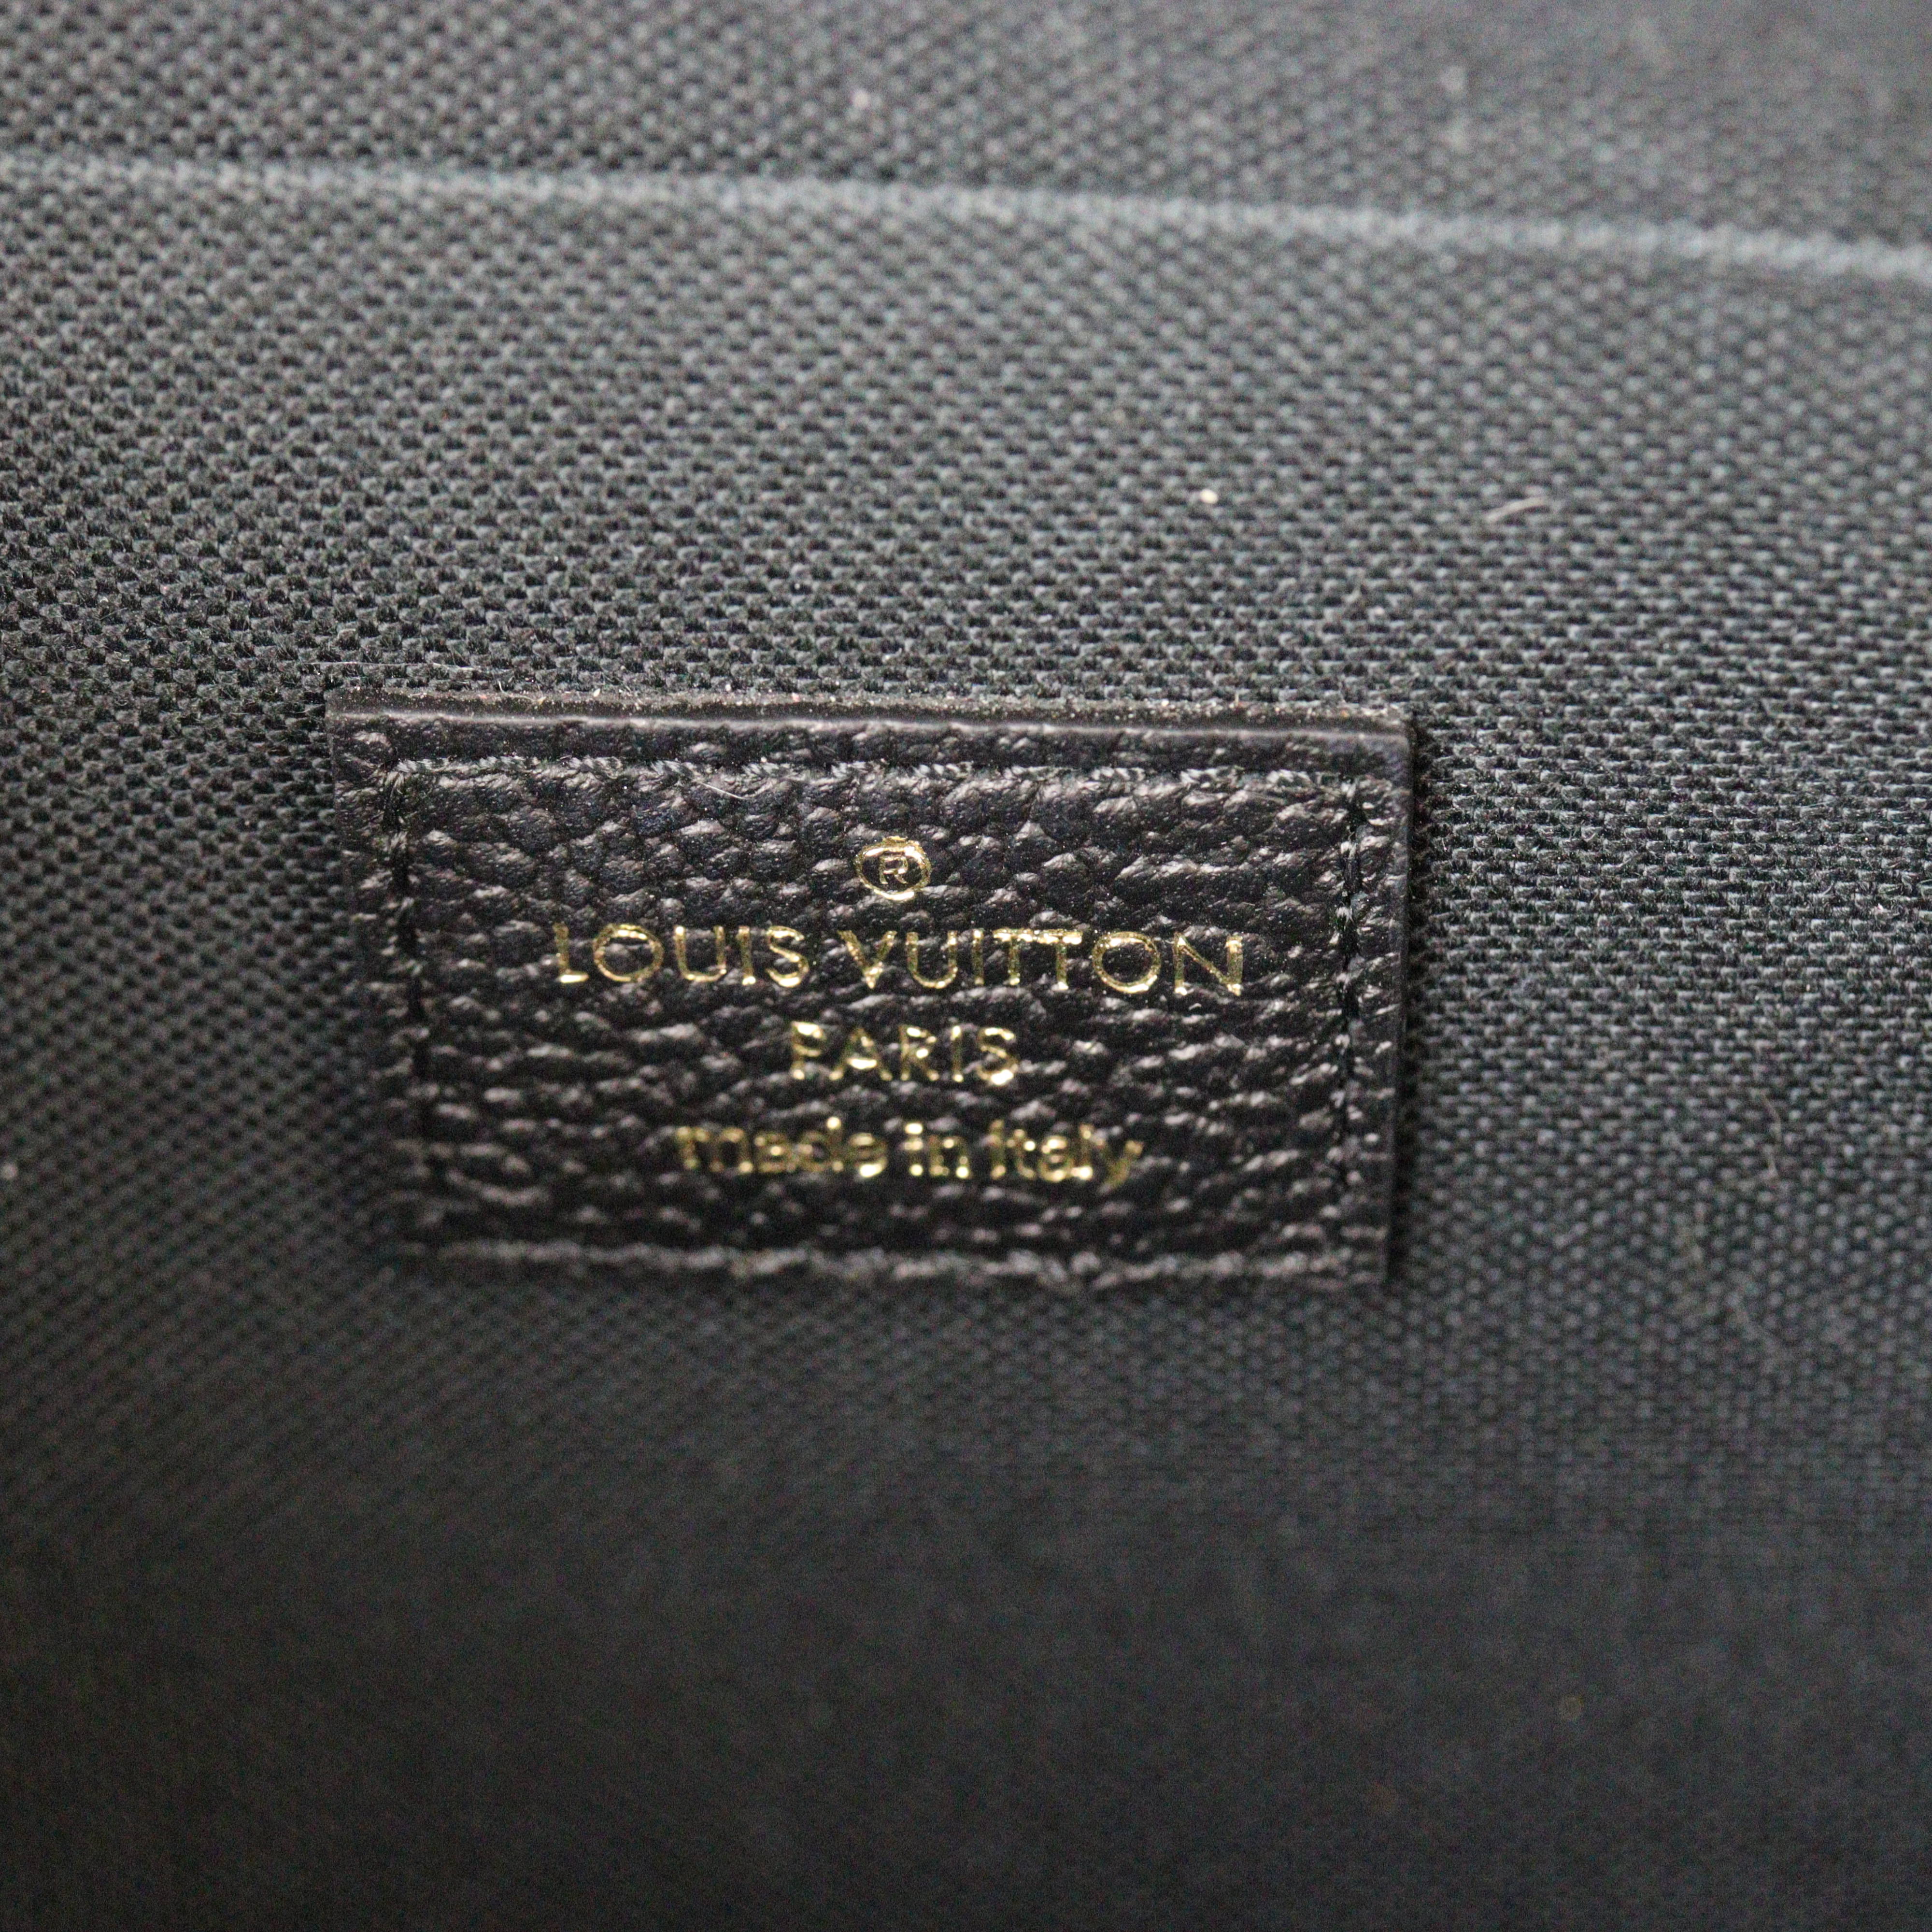 ®
LOUIS VUITTON
PARIS
made in italy